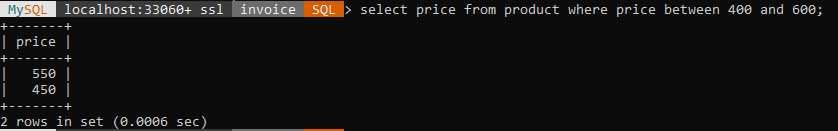 MySQL localhost:33060+ ssl invoice SQL > select price from product where price between 400 and 600;
+-------+
| price |
+-------+
|   550 |
|   450 |
+-------+
2 rows in set (0.0006 sec)